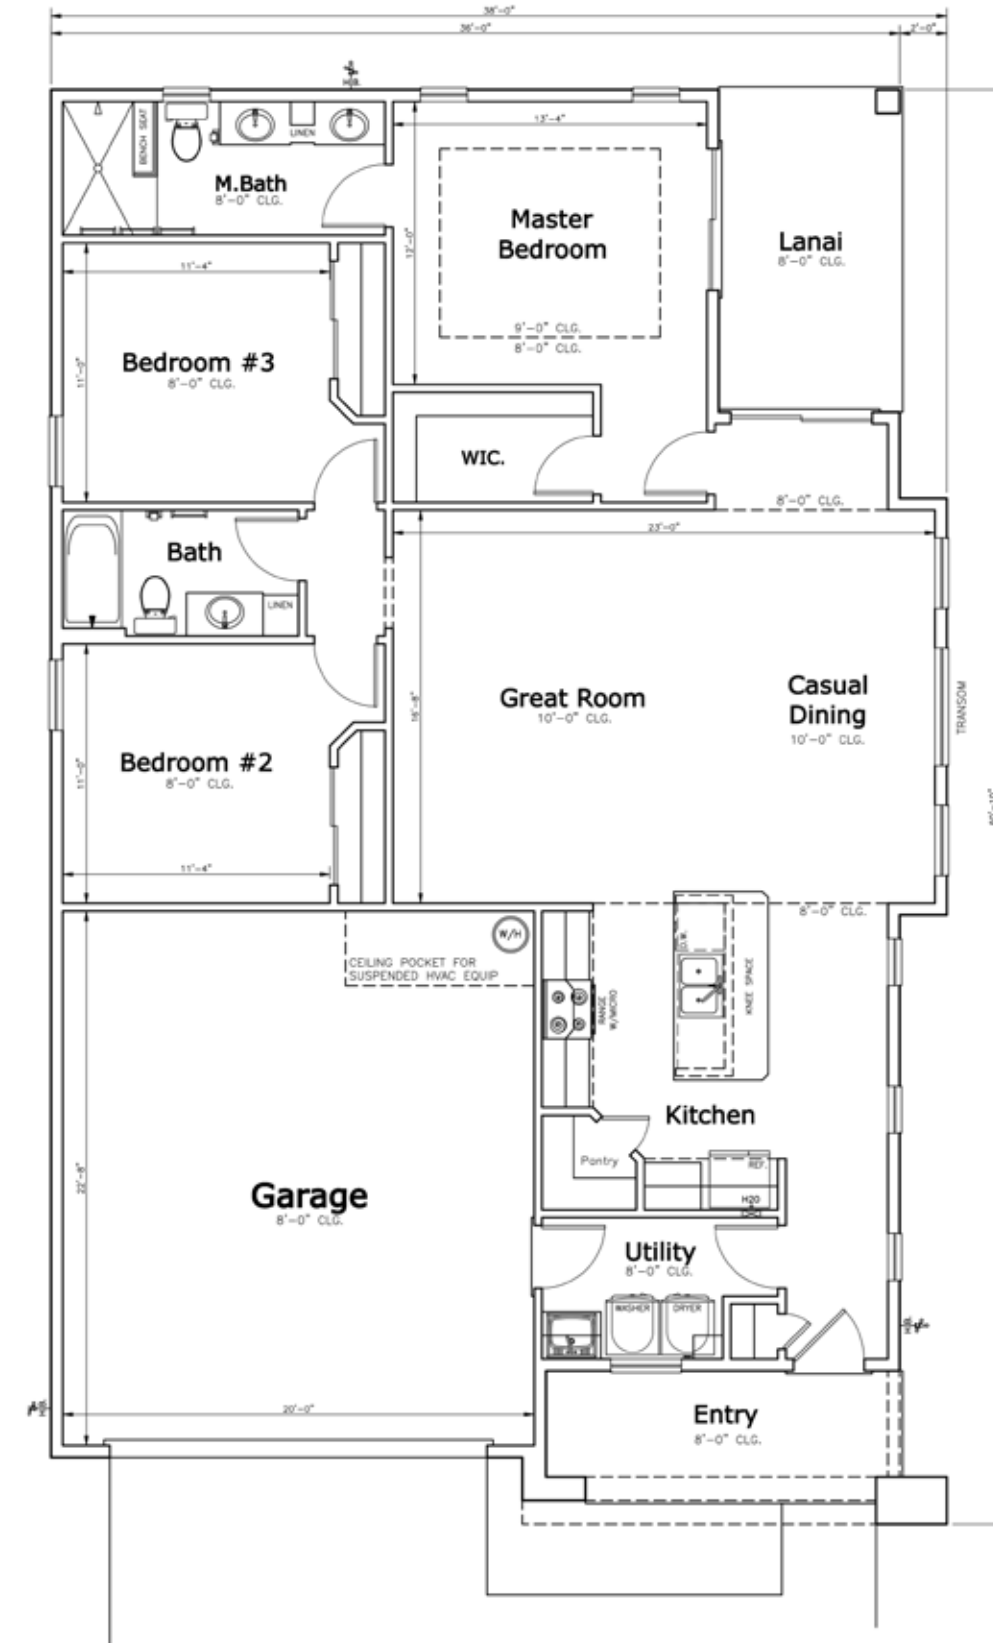 38'-0"
36'-0"
2'-0"
H.B.
BENCH SEAT
LINEN
M.Bath
8'-0" CLG.
13'-4"
12'-0"
Master
Bedroom
9'-0" CLG.
8'-0" CLG.
Lanai
8'-0" CLG.
11'-4"
11'-0"
Bedroom #3
8'-0" CLG.
WIC.
8'-0" CLG.
23'-0"
Bath
LINEN
16'-8"
Great Room
10'-0" CLG.
Casual
Dining
10'-0" CLG.
TRANSOM
11'-0"
Bedroom #2
8'-0" CLG.
11'-4"
8'-0" CLG.
W/H
CEILING POCKET FOR
SUSPENDED HVAC EQUIP
D.W.
KNEE SPACE
RANGE
W/MICRO
Kitchen
Pantry
REF.
H20
22'-8"
Garage
8'-0" CLG.
Utility
8'-0" CLG.
WASHER
DRYER
H.B.
H.B.
20'-0"
Entry
8'-0" CLG.